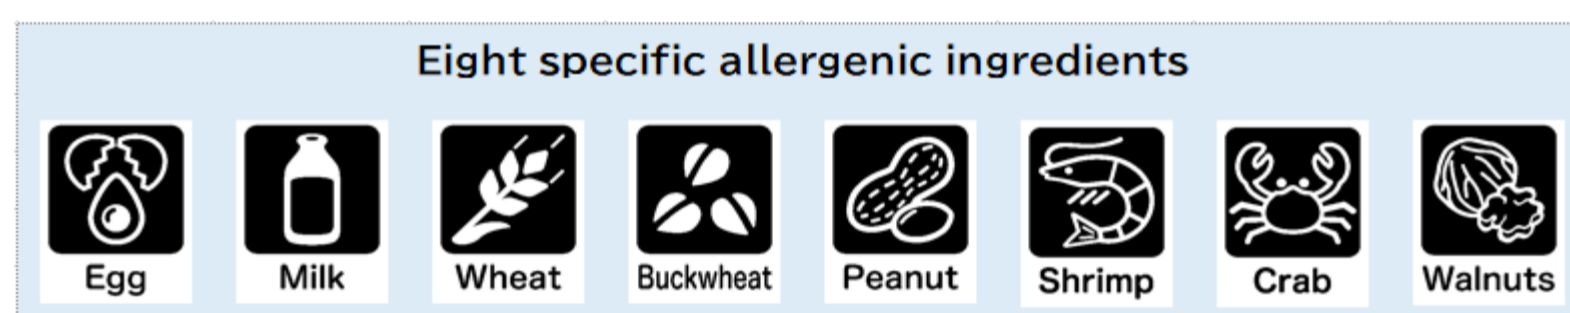 Eight specific allergenic ingredients
Egg
Milk
Wheat
Buckwheat
Peanut
Shrimp
Crab
Walnuts